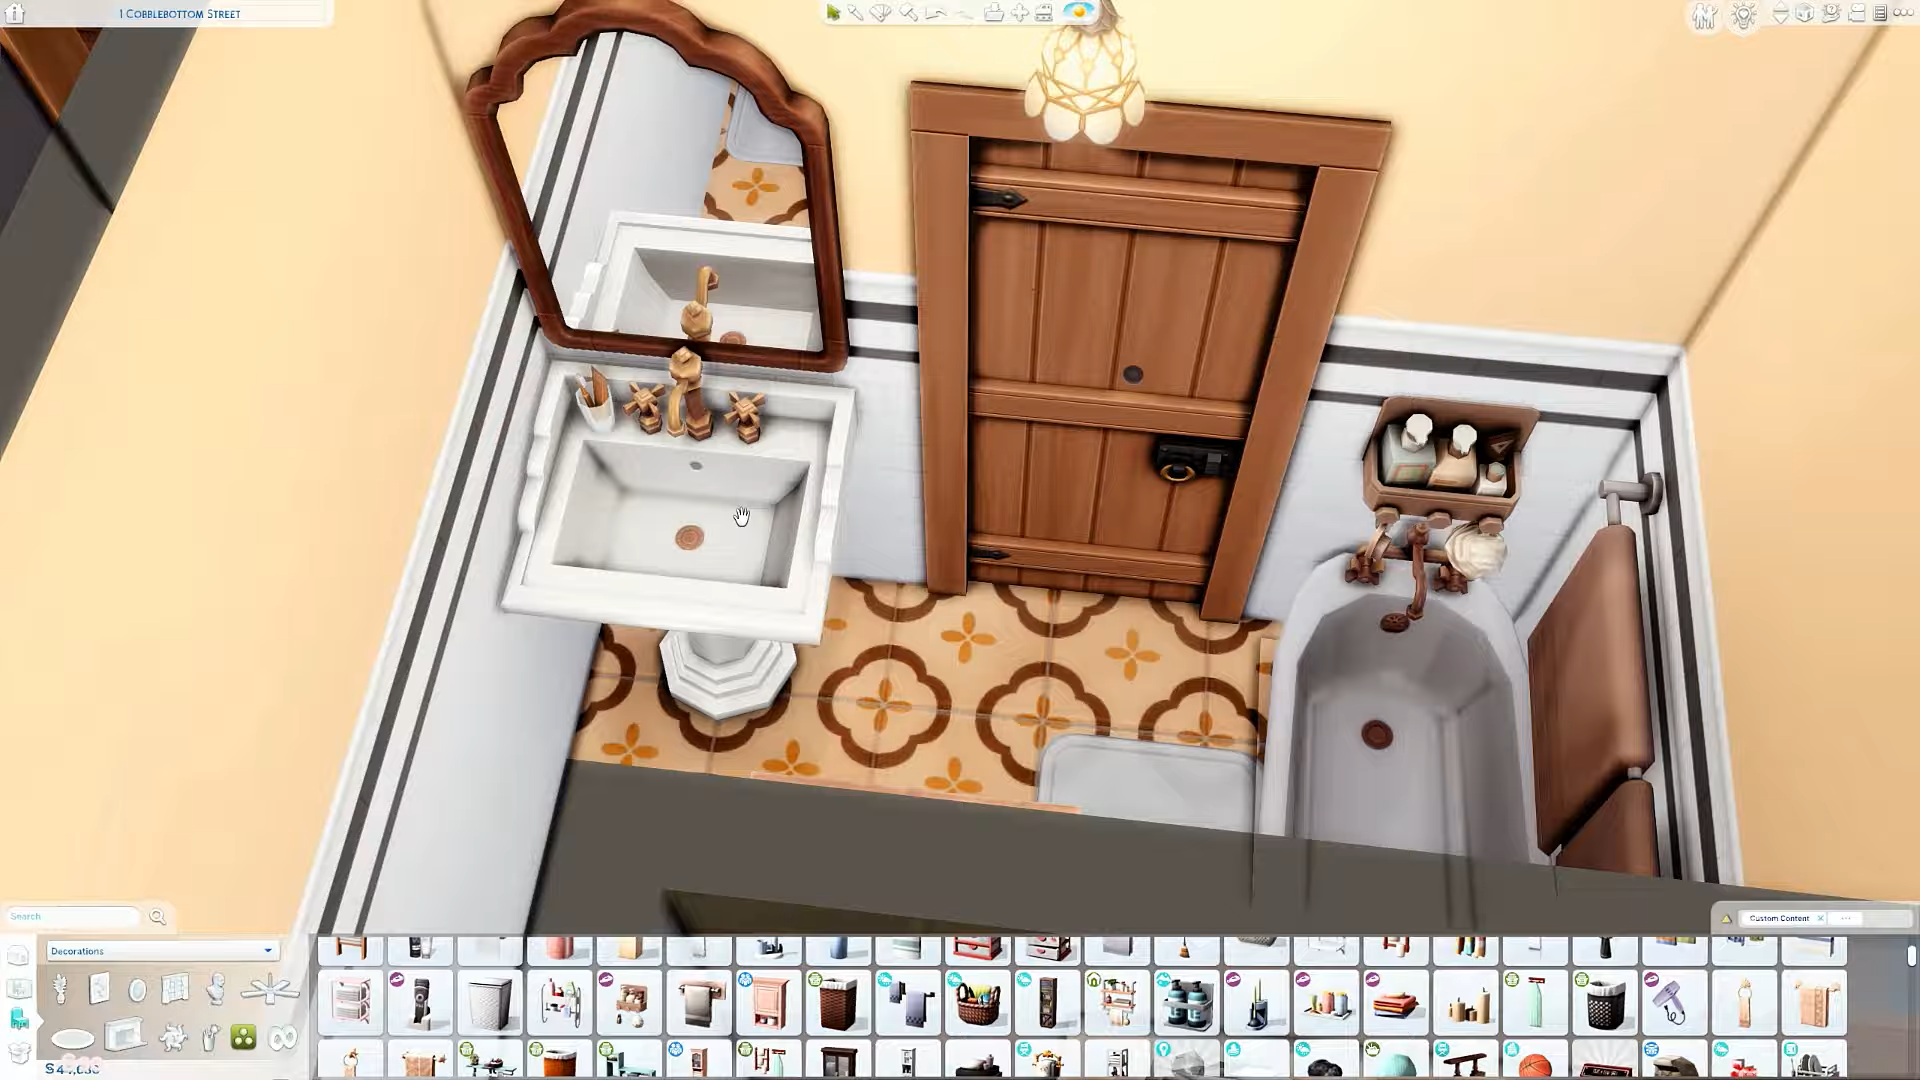 1 Cobblebottom Street
Search
Custom Content
Decorations